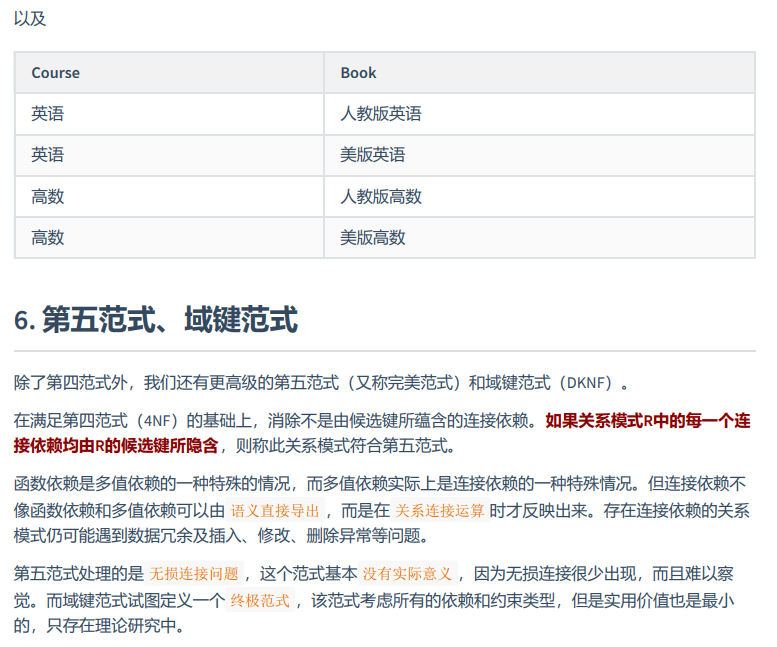 以及
Course Book
英语 人教版英语
英语 美版英语
高数 人教版高数
高数 美版高数
6. 第五范式、域键范式
除了第四范式外，我们还有更高级的第五范式（又称完美范式）和域键范式（DKNF）。
在满足第四范式（4NF）的基础上，消除不是由候选键所蕴含的连接依赖。如果关系模式R中的每一个连
接依赖均由R的候选键所隐含，则称此关系模式符合第五范式。
函数依赖是多值依赖的一种特殊的情况，而多值依赖实际上是连接依赖的一种特殊情况。但连接依赖不
像函数依赖和多值依赖可以由 语义直接导出 ，而是在 关系连接运算 时才反映出来。存在连接依赖的关系
模式仍可能遇到数据冗余及插入、修改、删除异常等问题。
第五范式处理的是 无损连接问题 ，这个范式基本 没有实际意义 ，因为无损连接很少出现，而且难以察
觉。而域键范式试图定义一个 终极范式 ，该范式考虑所有的依赖和约束类型，但是实用价值也是最小
的，只存在理论研究中。